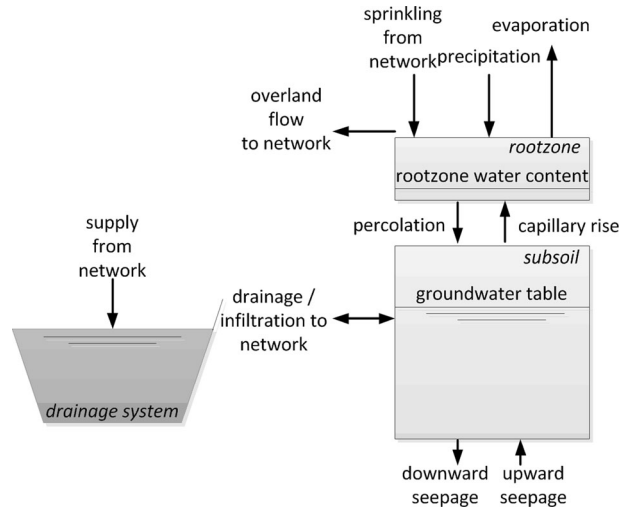 sprinkling
from
network
precipitation
evaporation
overland
flow
to network
rootzone
rootzone water content
percolation
capillary rise
supply
from
network
subsoil
groundwater table
drainage /
infiltration to
network
drainage system
downward
seepage
upward
seepage